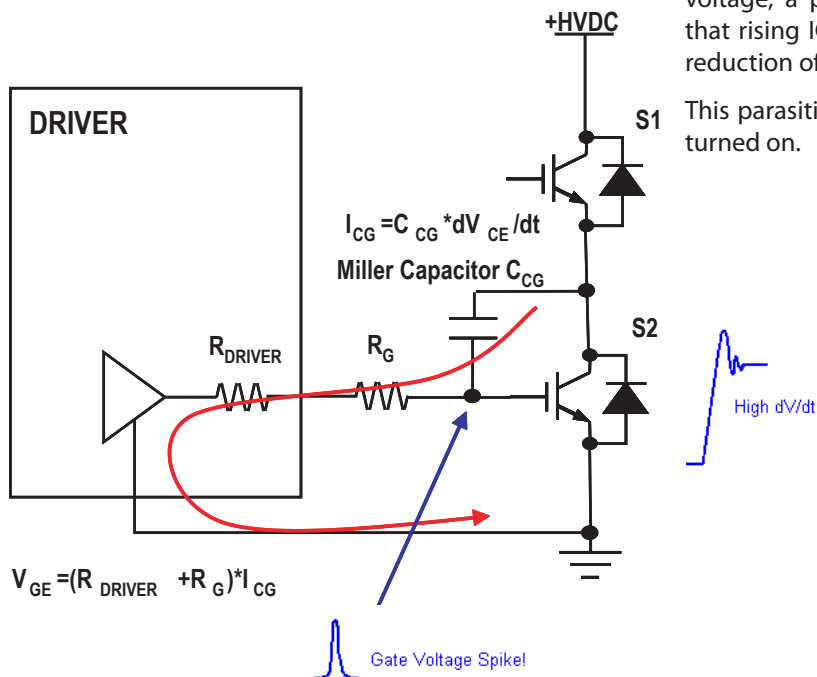 voltage, a p
that rising IC
reduction of
This parasiti
turned on.
+HVDC
DRIVER
S1
I_CG =C_CG *dV_CE/dt
Miller Capacitor C_CG
S2
R_DRIVER
R_G
High dV/dt
V_GE =(R_DRIVER +R_G)*I_CG
Gate Voltage Spike!